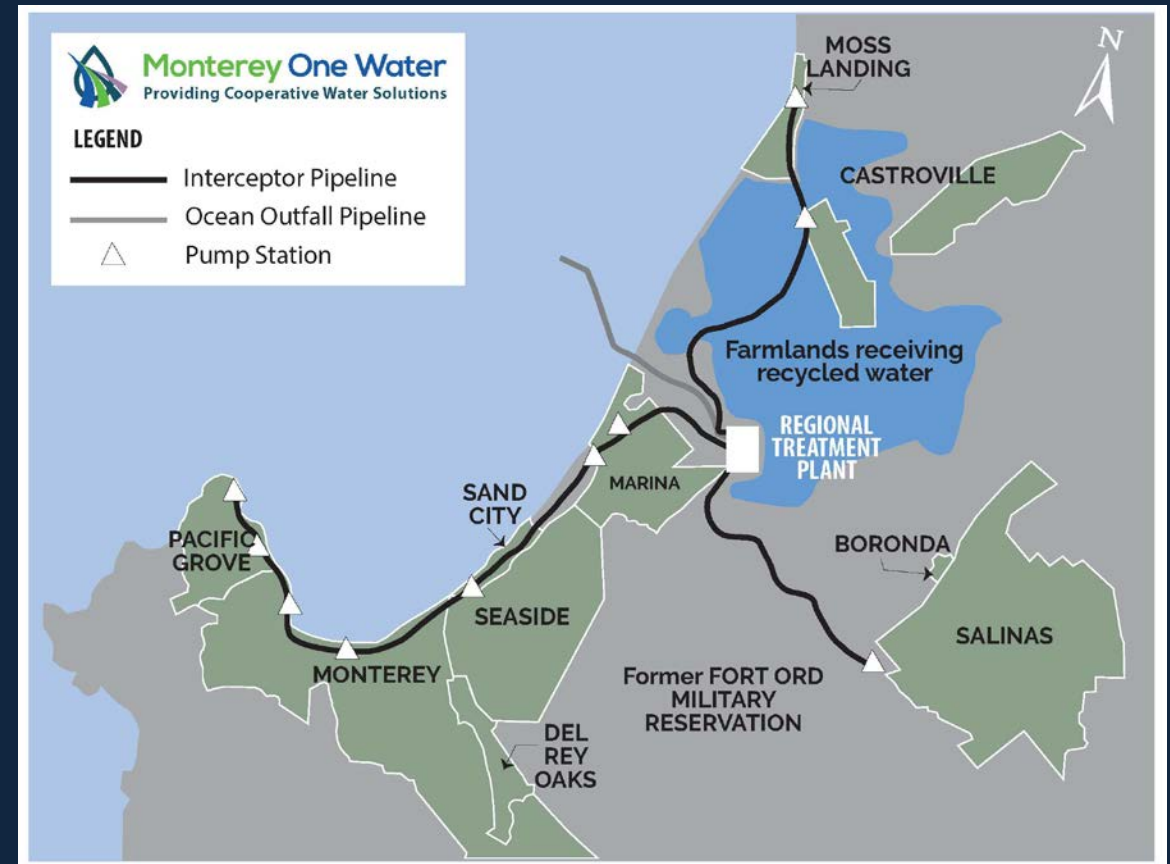 Monterey One Water
Providing Cooperative Water Solutions
LEGEND
Interceptor Pipeline
Ocean Outfall Pipeline
Pump Station
N
MOSS
LANDING
CASTROVILLE
Farmlands receiving
recycled water
REGIONAL
TREATMENT
PLANT
MARINA
SAND
CITY
PACIFIC
GROVE
BORONDA
SEASIDE
SALINAS
MONTEREY
Former FORT ORD
MILITARY
RESERVATION
DEL
REY
OAKS